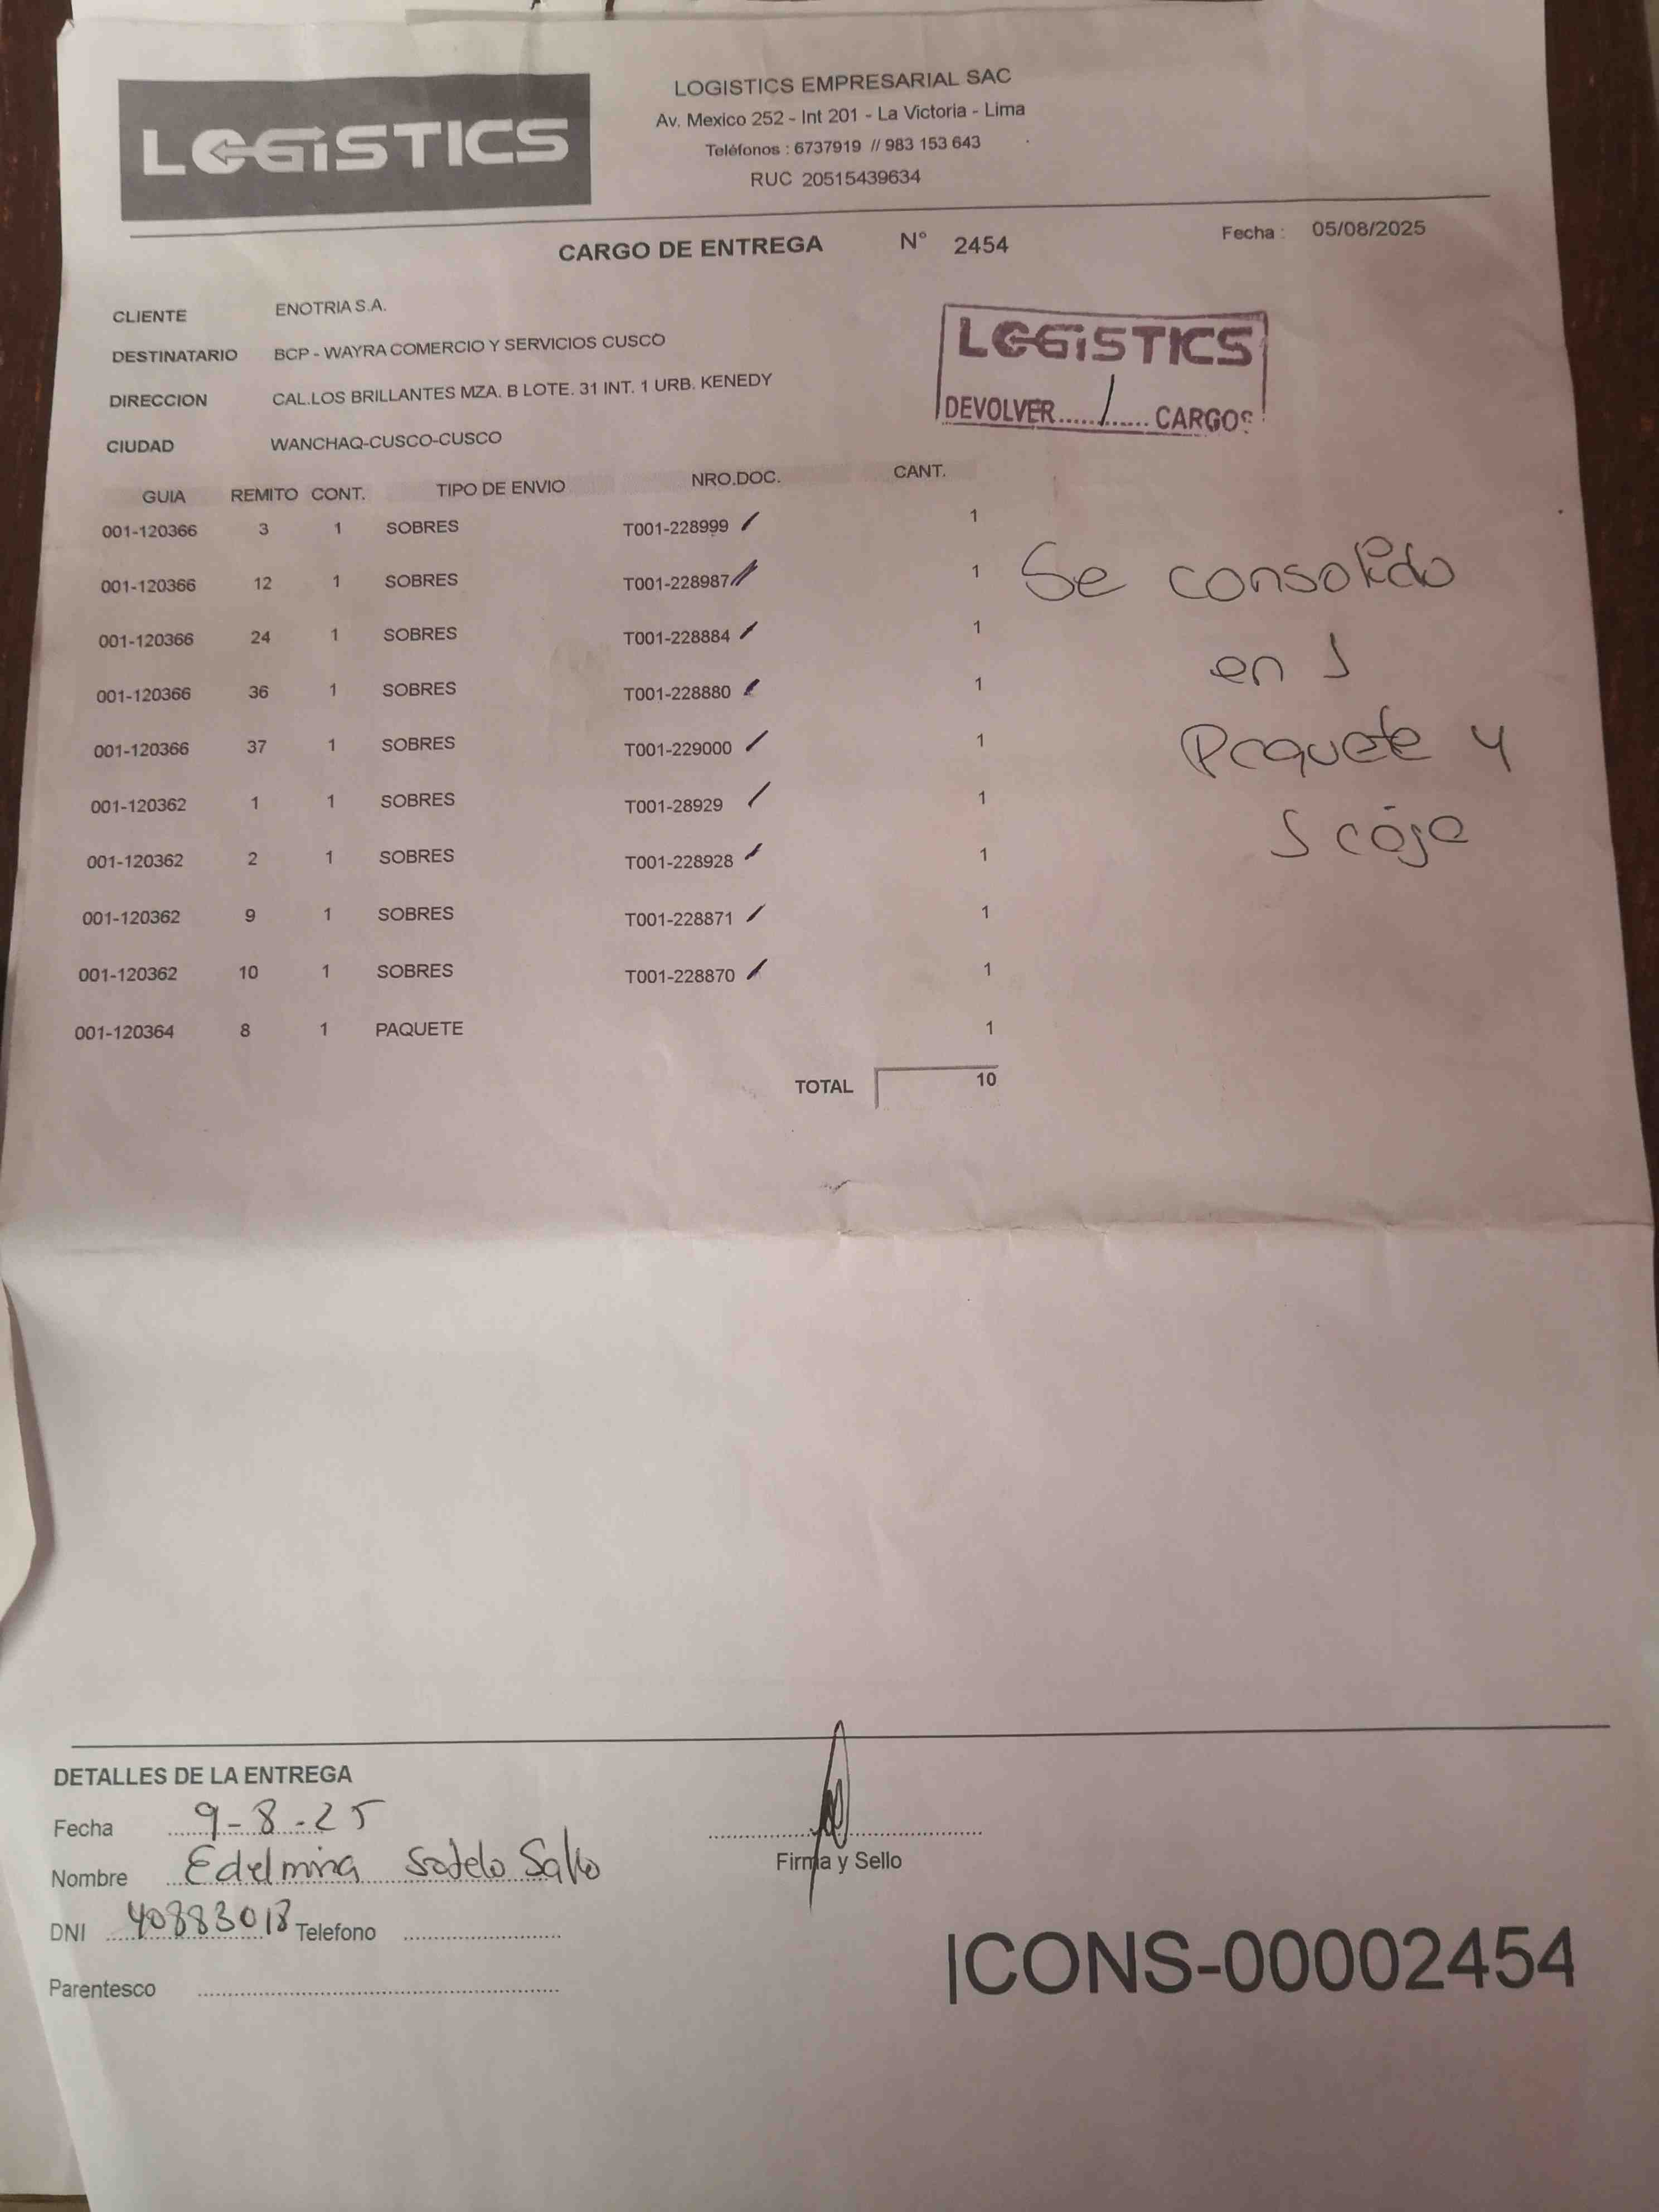 LOGISTICS
LOGISTICS EMPRESARIAL SAC
Av. Mexico 252 - Int 201 - La Victoria - Lima
Teléfonos : 6737919 // 983 153 643
RUC 20515439634
CARGO DE ENTREGA N° 2454 Fecha : 05/08/2025
CLIENTE ENOTRIA S.A.
DESTINATARIO BCP - WAYRA COMERCIO Y SERVICIOS CUSCO
DIRECCION CAL.LOS BRILLANTES MZA. B LOTE. 31 INT. 1 URB. KENEDY
CIUDAD WANCHAQ-CUSCO-CUSCO
LOGISTICS
DEVOLVER...../..... CARGOS
GUIA REMITO CONT. TIPO DE ENVIO NRO.DOC. CANT.
001-120366 3 1 SOBRES T001-228999 1
001-120366 12 1 SOBRES T001-228987 1
001-120366 24 1 SOBRES T001-228884 1
001-120366 36 1 SOBRES T001-228880 1
001-120366 37 1 SOBRES T001-229000 1
001-120362 1 1 SOBRES T001-28929 1
001-120362 2 1 SOBRES T001-228928 1
001-120362 9 1 SOBRES T001-228871 1
001-120362 10 1 SOBRES T001-228870 1
001-120364 8 1 PAQUETE 1
TOTAL 10
Se consolido
en 1
Paquete y
1 caja
DETALLES DE LA ENTREGA
Fecha 9-8-25
Nombre Edelmina Sotelo
DNI 40883018 Telefono
Parentesco
Firma y Sello
ICONS-00002454